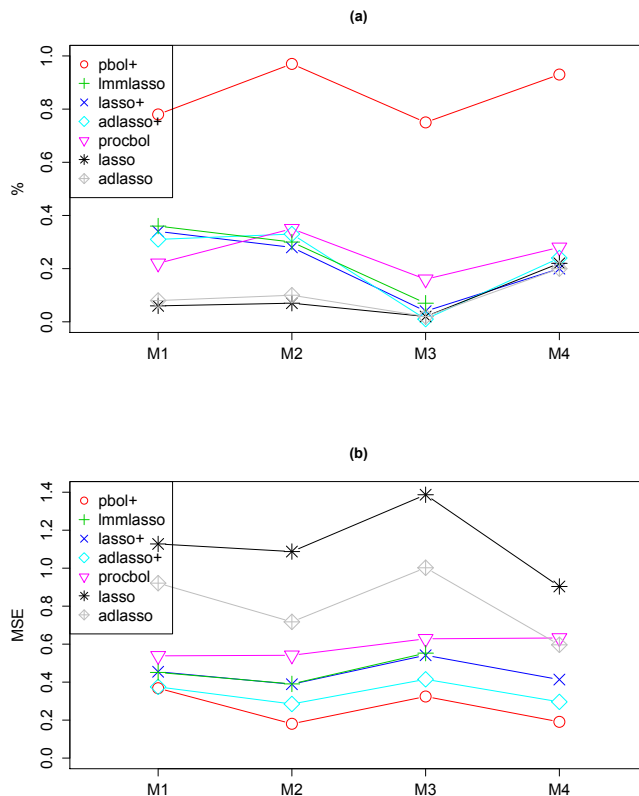 (a)
1.0
0.8
0.6
0.4
0.2
0.0
%
pbol+
lmmlasso
lasso+
adlasso+
procbol
lasso
adlasso
M1 M2 M3 M4
(b)
1.4
1.2
1.0
0.8
0.6
0.4
0.2
0.0
MSE
pbol+
lmmlasso
lasso+
adlasso+
procbol
lasso
adlasso
M1 M2 M3 M4